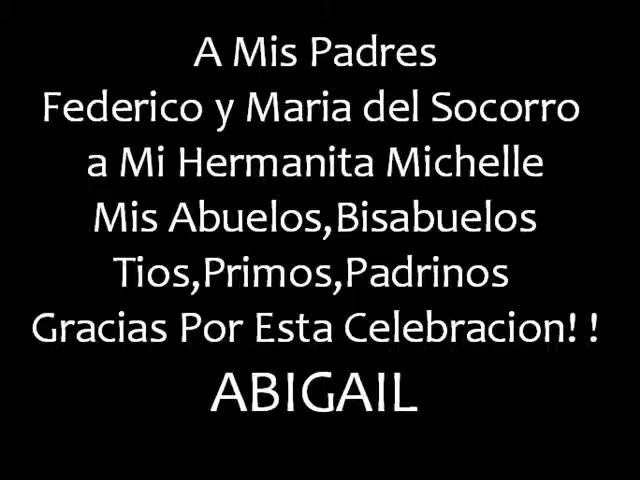 A Mis Padres
Federico y Maria del Socorro
a Mi Hermanita Michelle
Mis Abuelos,Bisabuelos
Tios,Primos,Padrinos
Gracias Por Esta Celebracion! !
ABIGAIL